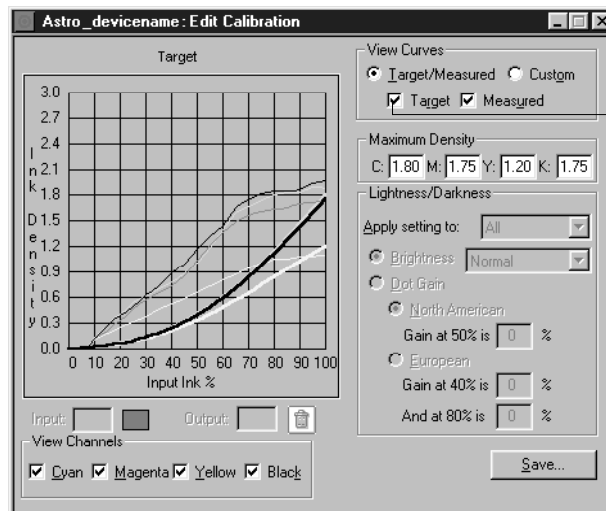 Astro_devicename: Edit Calibration
Target
3.0
2.7
2.4
2.1
1.8
1.5
1.2
0.9
0.6
0.3
0.0
Ink Density
0 10 20 30 40 50 60 70 80 90 100
Input Ink %
Input: Output:
View Channels
Cyan Magenta Yellow Black
View Curves
Target/Measured Custom
Target Measured
Maximum Density
C: 1.80 M: 1.75 Y: 1.20 K: 1.75
Lightness/Darkness
Apply setting to: All
Brightness Normal
Dot Gain
North American
Gain at 50% is 0 %
European
Gain at 40% is 0 %
And at 80% is 0 %
Save...